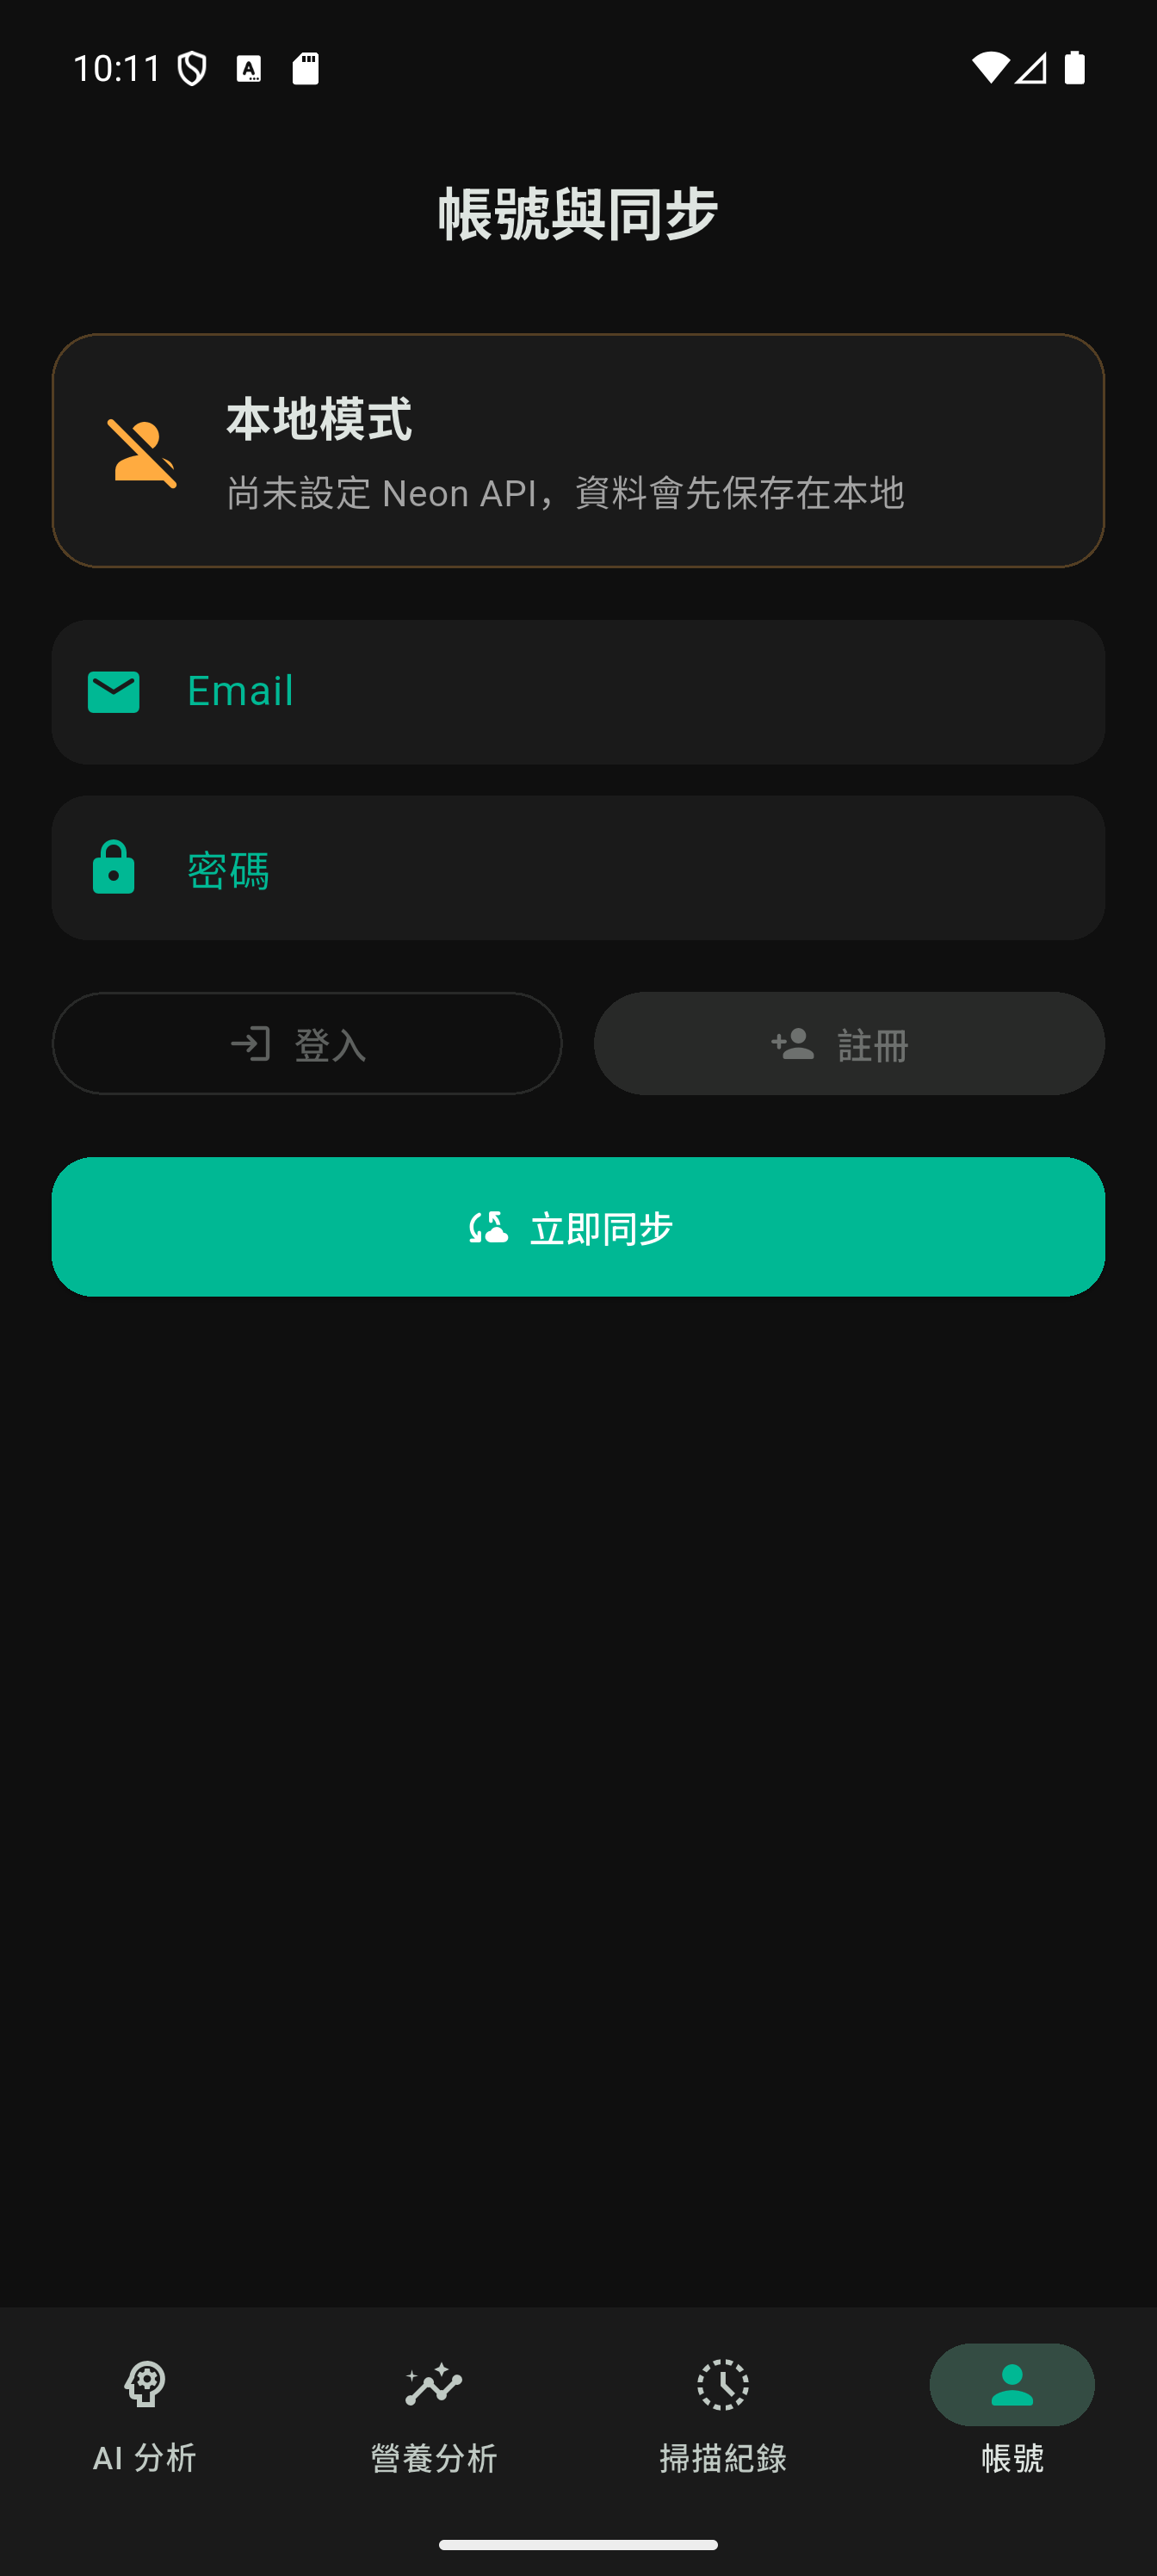 10:11
帳號與同步
本地模式
尚未設定 Neon API，資料會先保存在本地
Email
密碼
登入
註冊
立即同步
AI 分析
營養分析
掃描紀錄
帳號